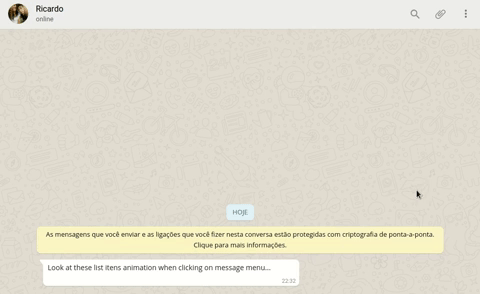 Ricardo
online
HOJE
As mensagens que você enviar e as ligações que você fizer nesta conversa estão protegidas com criptografia de ponta-a-ponta.
Clique para mais informações.
Look at these list itens animation when clicking on message menu...
22:32